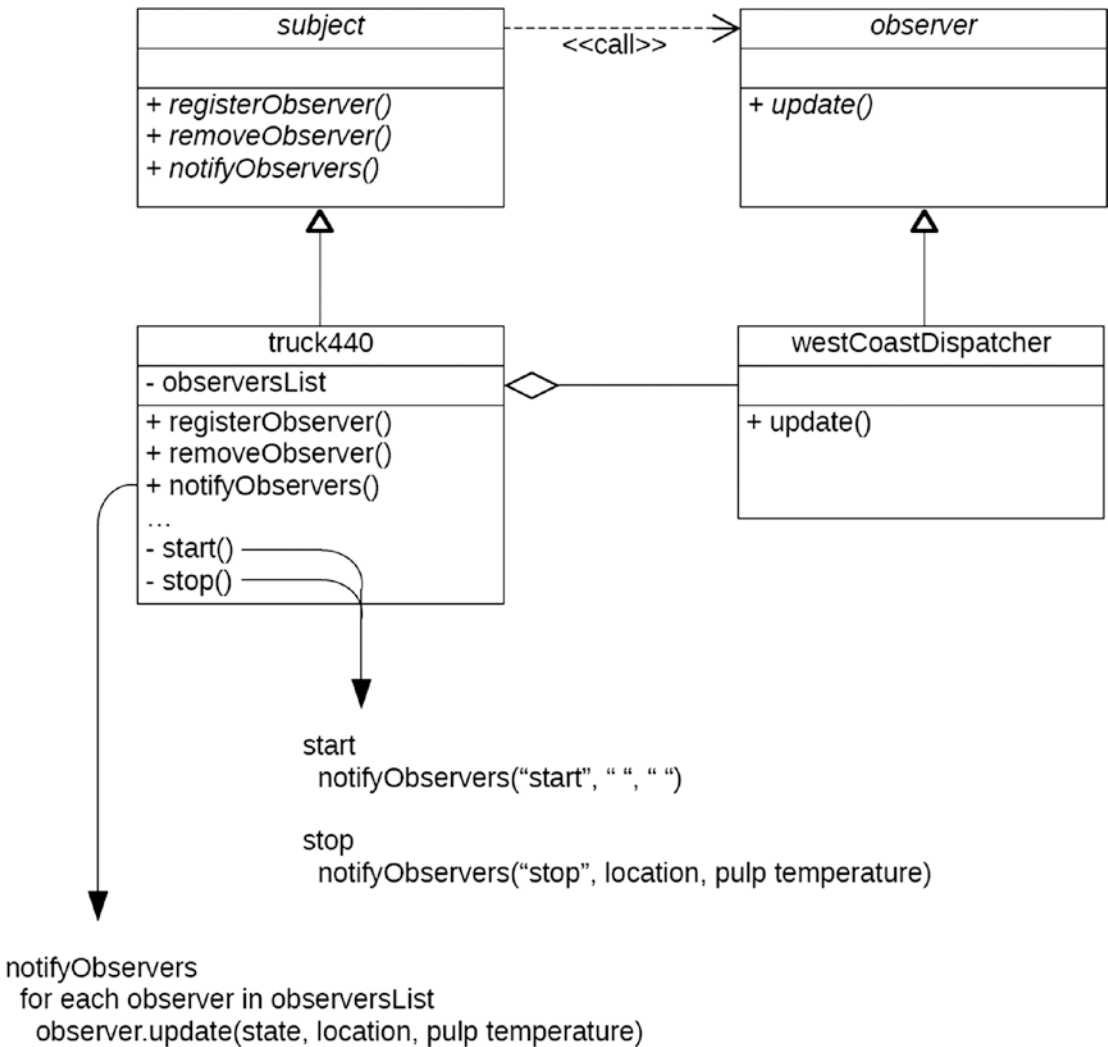 subject
<<call>>
observer
+ registerObserver()
+ removeObserver()
+ notifyObservers()
+ update()
truck440
- observersList
+ registerObserver()
+ removeObserver()
+ notifyObservers()
...
- start()
- stop()
westCoastDispatcher
+ update()
start
notifyObservers(“start”, “ “, “ “)
stop
notifyObservers(“stop”, location, pulp temperature)
notifyObservers
for each observer in observersList
observer.update(state, location, pulp temperature)